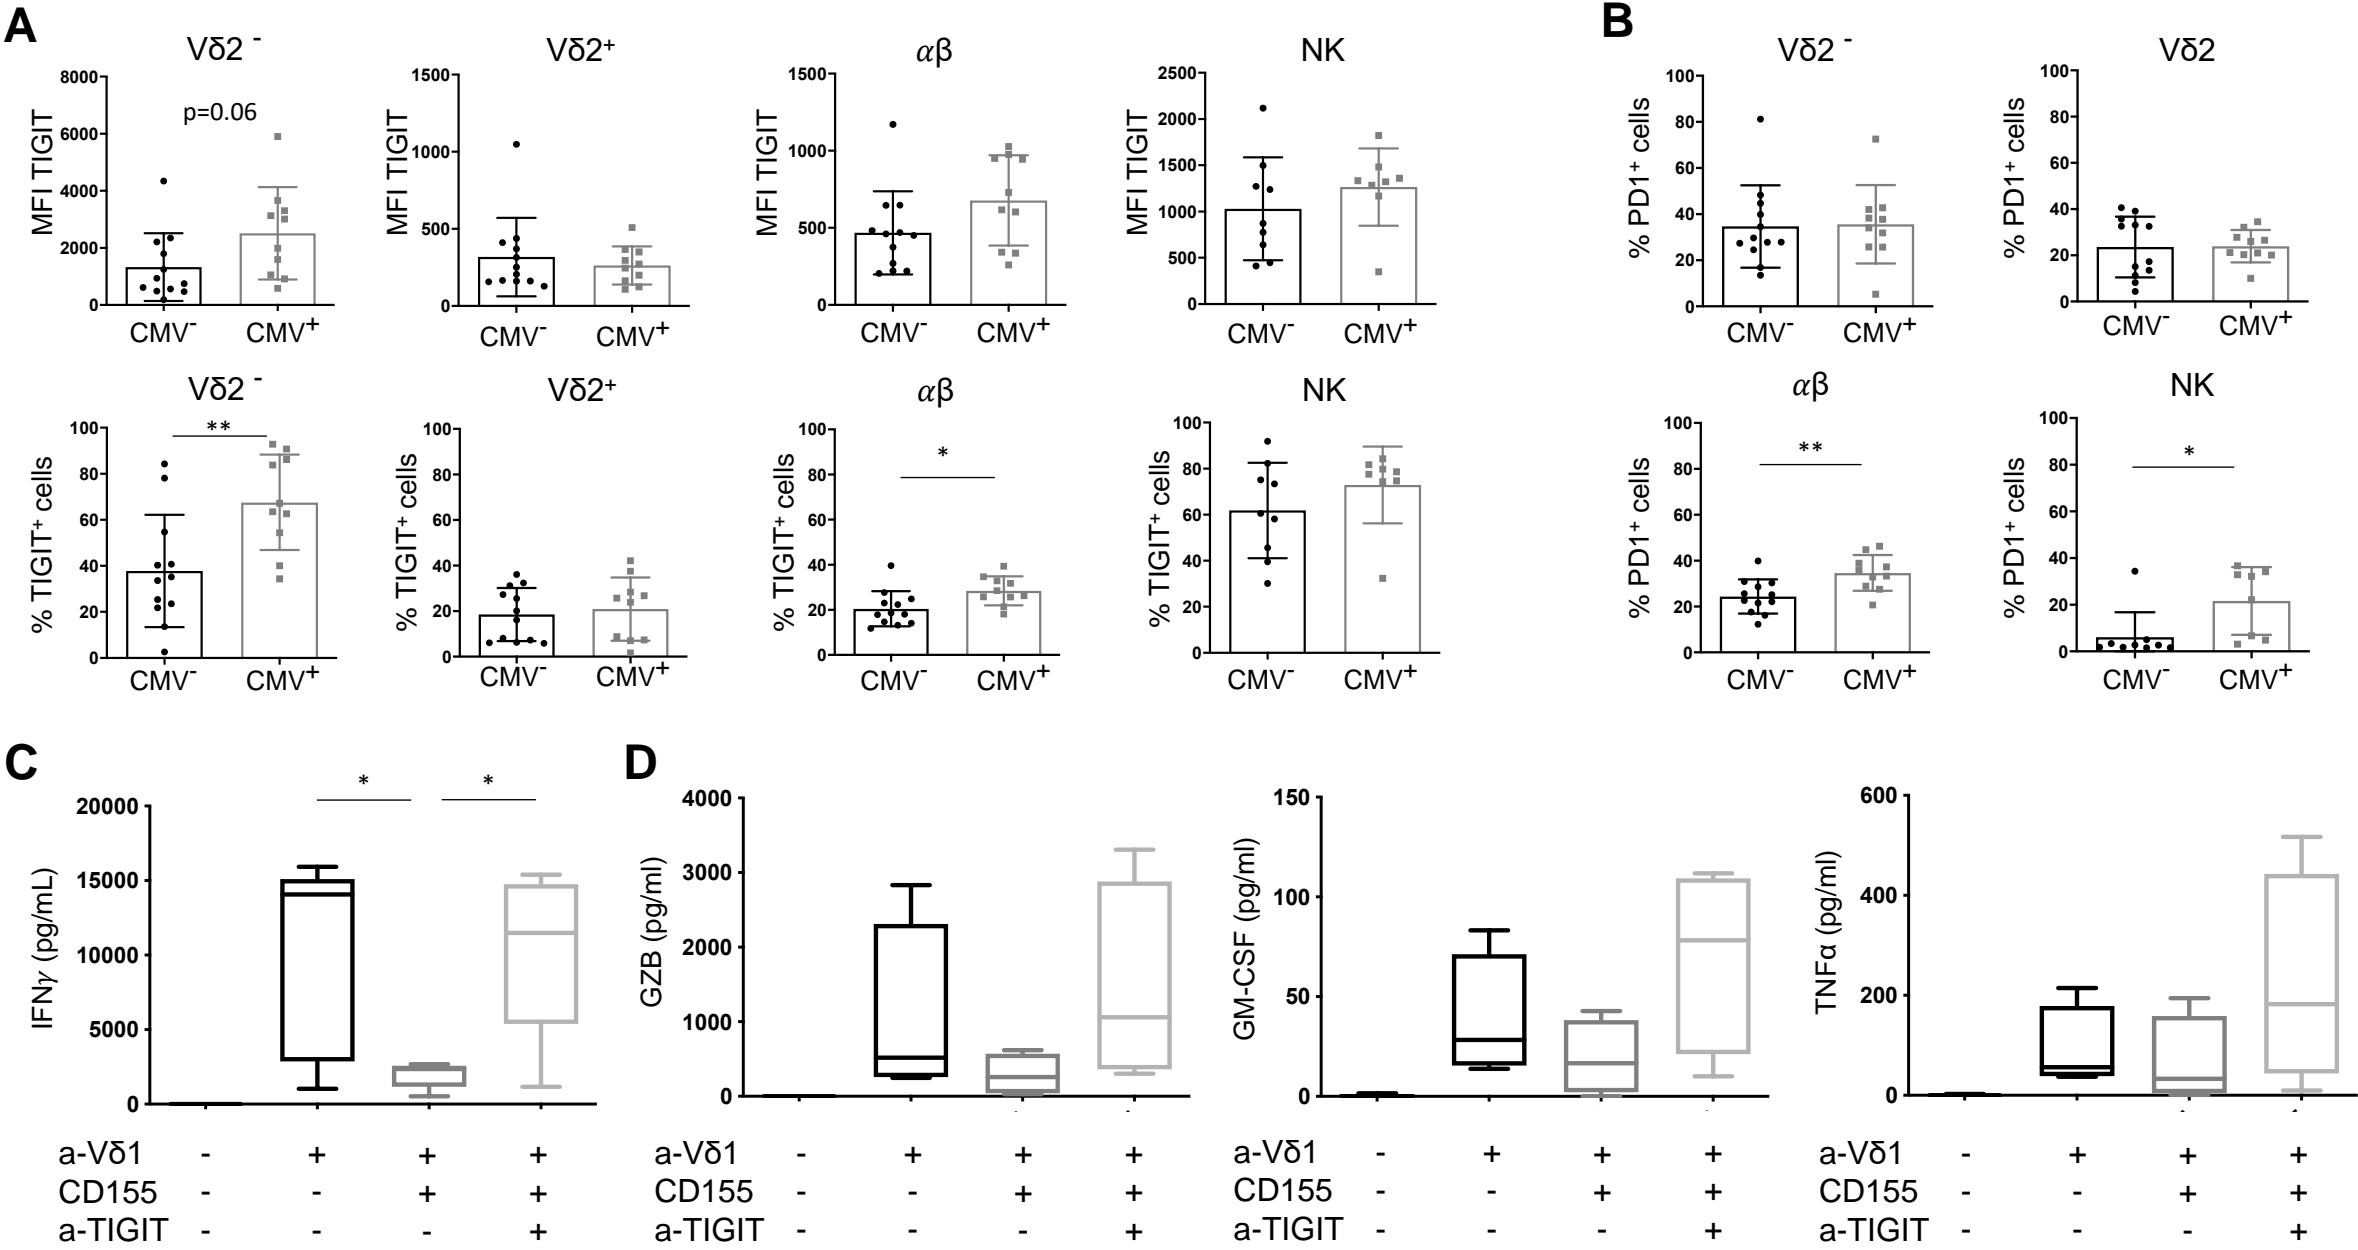 A
B
Vδ2 -
Vδ2+
αβ
NK
Vδ2 -
Vδ2
MFI TIGIT
8000
6000
4000
2000
0
p=0.06
CMV-
CMV+
MFI TIGIT
1500
1000
500
0
CMV-
CMV+
MFI TIGIT
1500
1000
500
0
CMV-
CMV+
MFI TIGIT
2500
2000
1500
1000
500
0
CMV-
CMV+
% PD1+ cells
100
80
60
40
20
0
CMV-
CMV+
% PD1+ cells
100
80
60
40
20
0
CMV-
CMV+
Vδ2 -
Vδ2+
αβ
NK
αβ
NK
% TIGIT+ cells
100
80
60
40
20
0
**
CMV-
CMV+
% TIGIT+ cells
100
80
60
40
20
0
CMV-
CMV+
% TIGIT+ cells
100
80
60
40
20
0
*
CMV-
CMV+
% TIGIT+ cells
100
80
60
40
20
0
CMV-
CMV+
% PD1+ cells
100
80
60
40
20
0
**
CMV-
CMV+
% PD1+ cells
100
80
60
40
20
0
*
CMV-
CMV+
C
IFNγ (pg/mL)
20000
15000
10000
5000
0
* *
a-Vδ1 - + + +
CD155 - - + +
a-TIGIT - - - +
D
GZB (pg/ml)
4000
3000
2000
1000
0
a-Vδ1 - + + +
CD155 - - + +
a-TIGIT - - - +
GM-CSF (pg/ml)
150
100
50
0
a-Vδ1 - + + +
CD155 - - + +
a-TIGIT - - - +
TNFα (pg/ml)
600
400
200
0
a-Vδ1 - + + +
CD155 - - + +
a-TIGIT - - - +